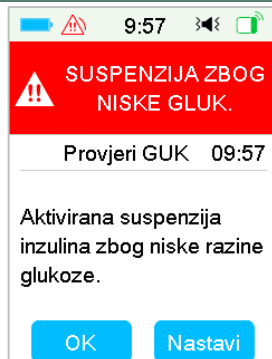 9:57
SUSPENZIJA ZBOG
NISKE GLUK.
Provjeri GUK 09:57
Aktivirana suspenzija
inzulina zbog niske razine
glukoze.
OK Nastavi